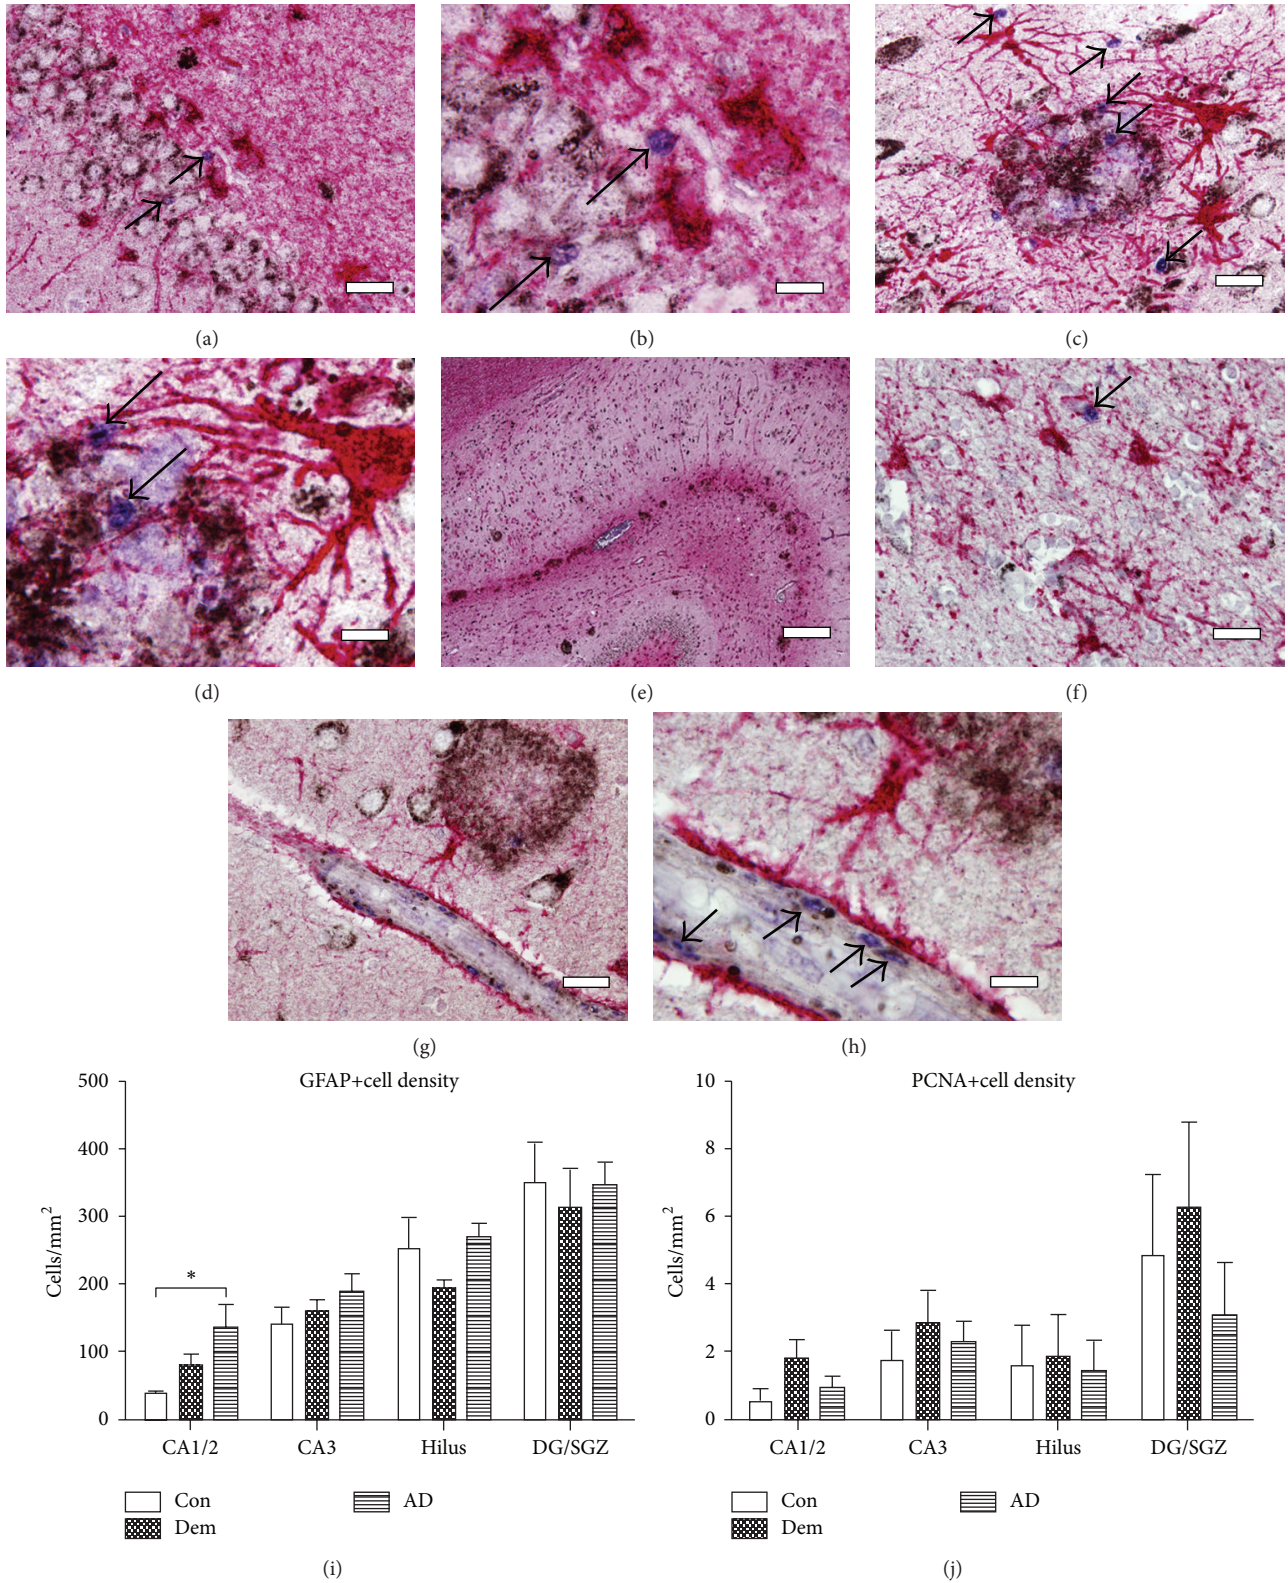 (a)
(b)
(c)
(d)
(e)
(f)
(g)
(h)
GFAP+cell density
500
400
300
200
100
0
Cells/mm²
*
CA1/2 CA3 Hilus DG/SGZ
Con
Dem
AD
(i)
PCNA+cell density
10
8
6
4
2
0
Cells/mm²
CA1/2 CA3 Hilus DG/SGZ
Con
Dem
AD
(j)